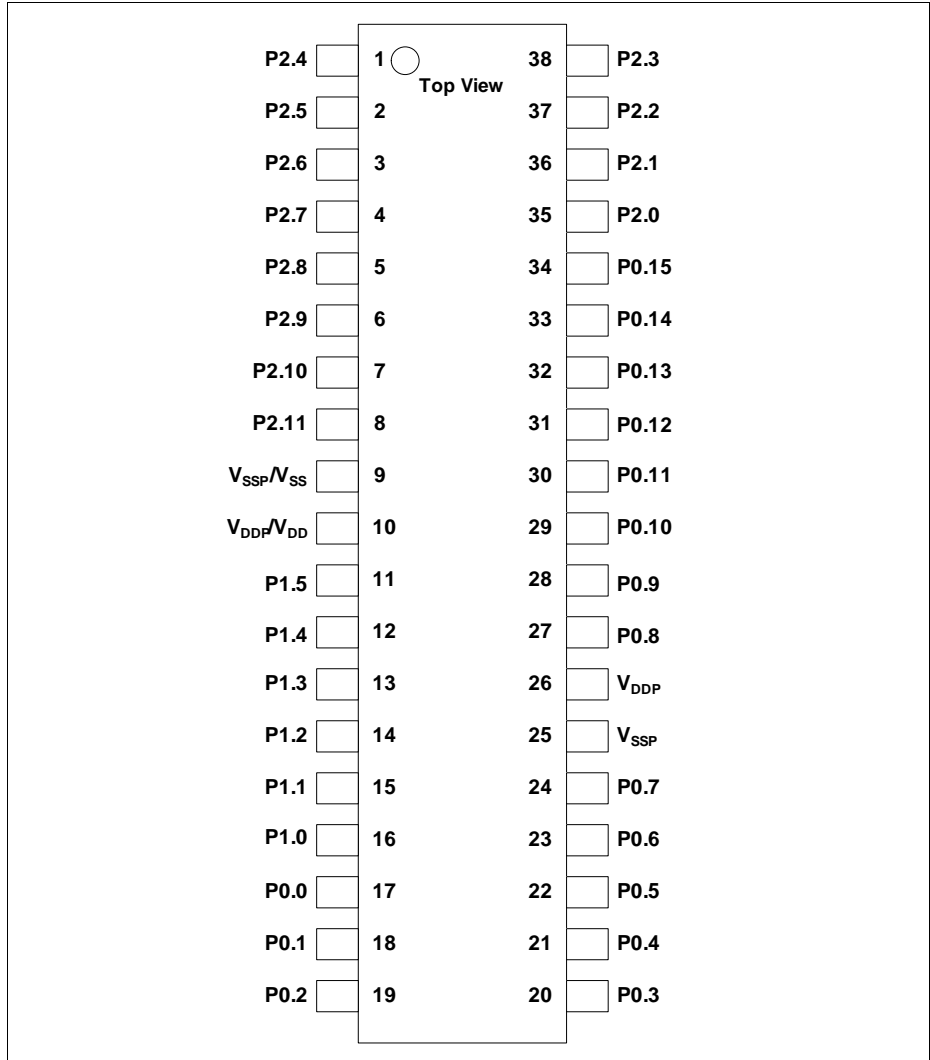 P2.4 1 38 P2.3
Top View
P2.5 2 37 P2.2
P2.6 3 36 P2.1
P2.7 4 35 P2.0
P2.8 5 34 P0.15
P2.9 6 33 P0.14
P2.10 7 32 P0.13
P2.11 8 31 P0.12
VSSP/VSS 9 30 P0.11
VDDP/VDD 10 29 P0.10
P1.5 11 28 P0.9
P1.4 12 27 P0.8
P1.3 13 26 VDDP
P1.2 14 25 VSSP
P1.1 15 24 P0.7
P1.0 16 23 P0.6
P0.0 17 22 P0.5
P0.1 18 21 P0.4
P0.2 19 20 P0.3